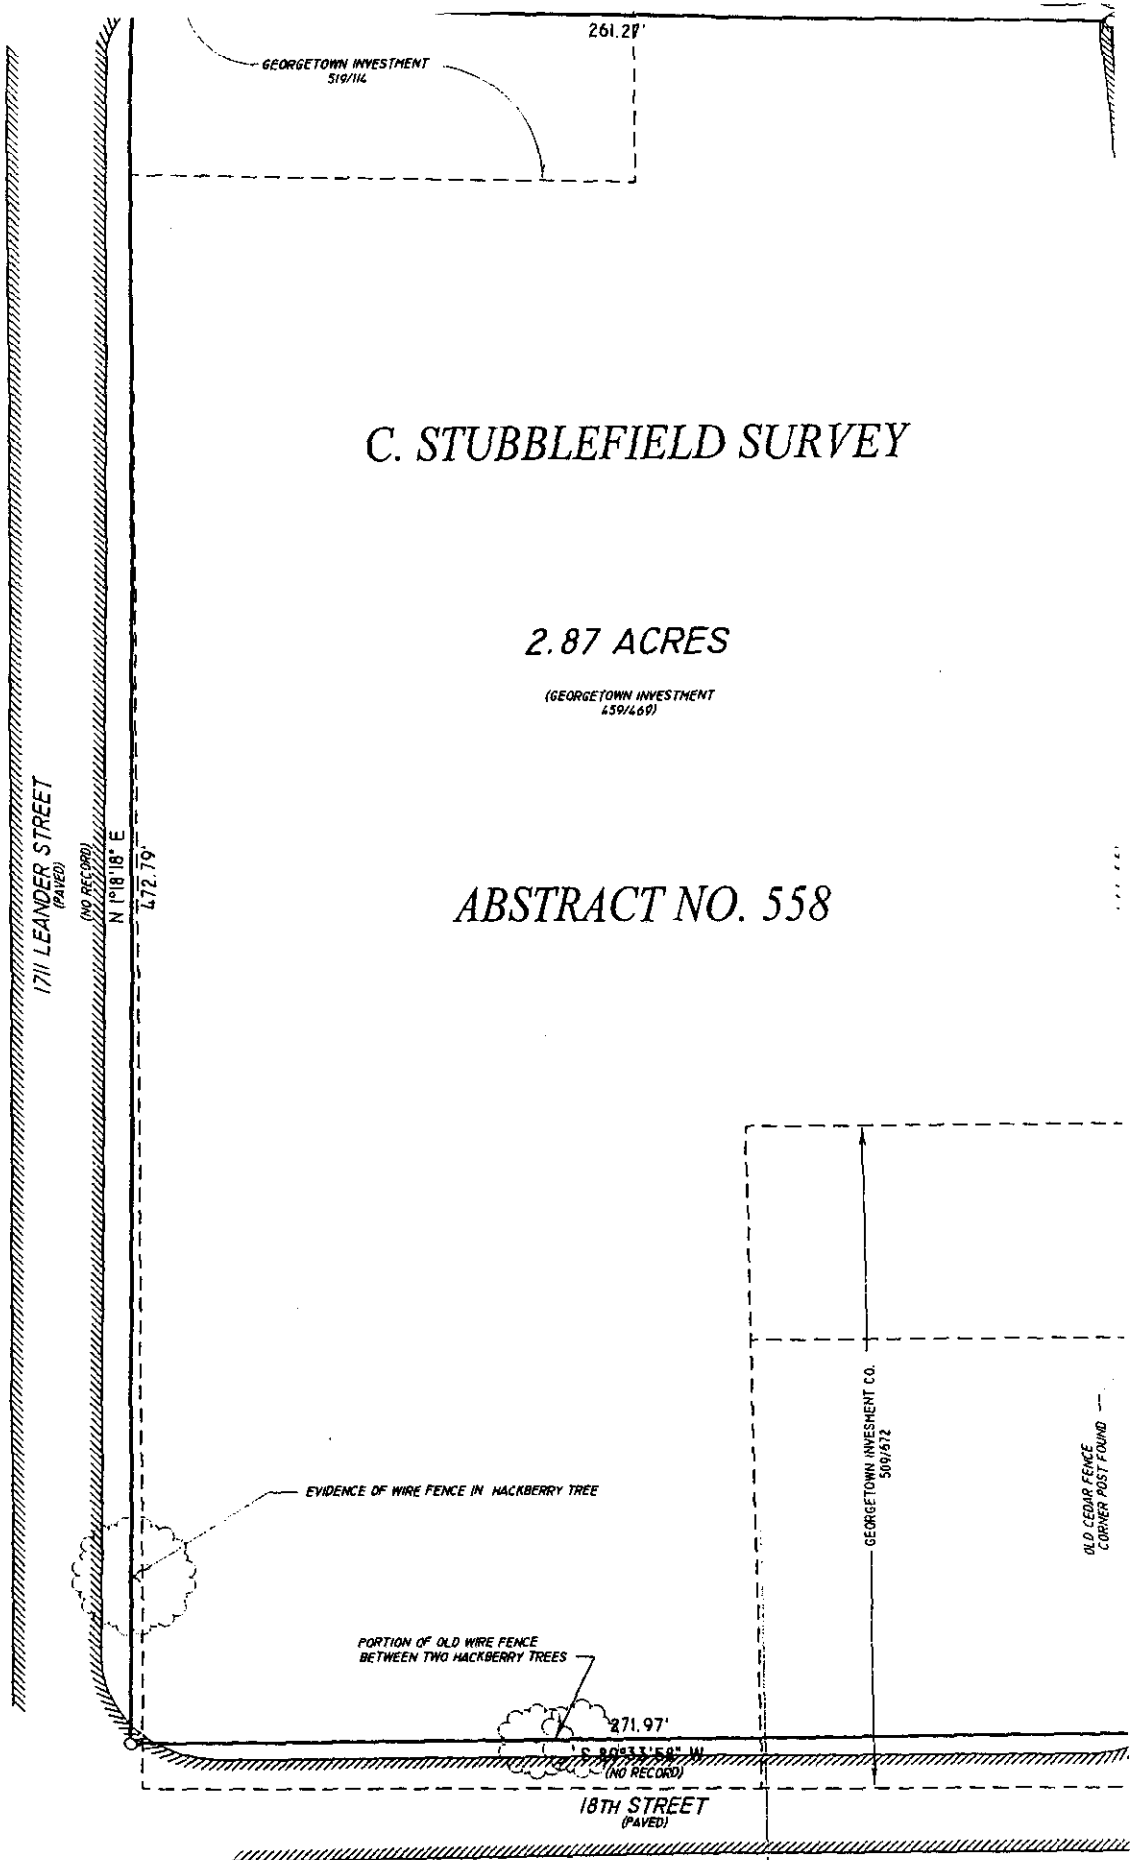 261.27'
GEORGETOWN INVESTMENT
519/114
C. STUBBLEFIELD SURVEY
2.87 ACRES
(GEORGETOWN INVESTMENT
459/469)
1711 LEANDER STREET
(PAVED)
(NO RECORD)
N 1°18'18" E
472.79'
ABSTRACT NO. 558
GEORGETOWN INVESMENT CO.
509/672
OLD CEDAR FENCE
CORNER POST FOUND
EVIDENCE OF WIRE FENCE IN HACKBERRY TREE
PORTION OF OLD WIRE FENCE
BETWEEN TWO HACKBERRY TREES
271.97'
(NO RECORD)
18TH STREET
(PAVED)